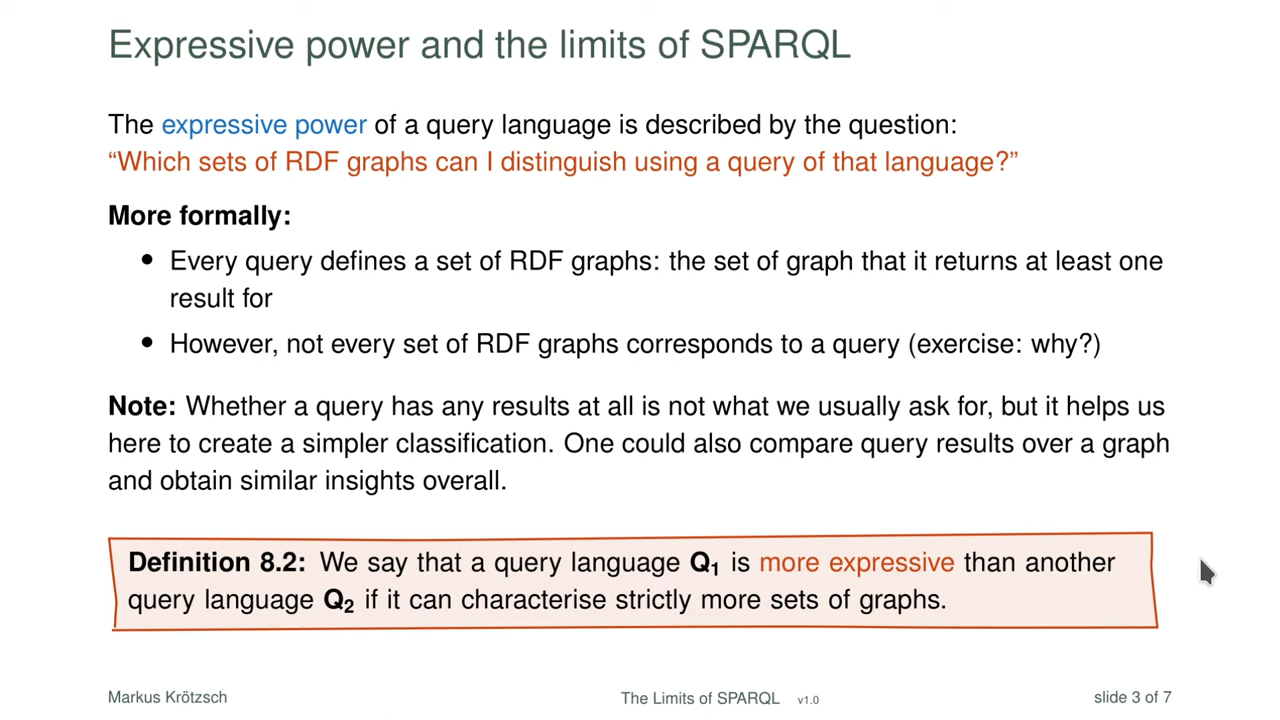 Expressive power and the limits of SPARQL
The expressive power of a query language is described by the question:
“Which sets of RDF graphs can I distinguish using a query of that language?”
More formally:
• Every query defines a set of RDF graphs: the set of graph that it returns at least one
result for
• However, not every set of RDF graphs corresponds to a query (exercise: why?)
Note: Whether a query has any results at all is not what we usually ask for, but it helps us
here to create a simpler classification. One could also compare query results over a graph
and obtain similar insights overall.
Definition 8.2: We say that a query language Q₁ is more expressive than another
query language Q₂ if it can characterise strictly more sets of graphs.
Markus Krötzsch The Limits of SPARQL v1.0 slide 3 of 7